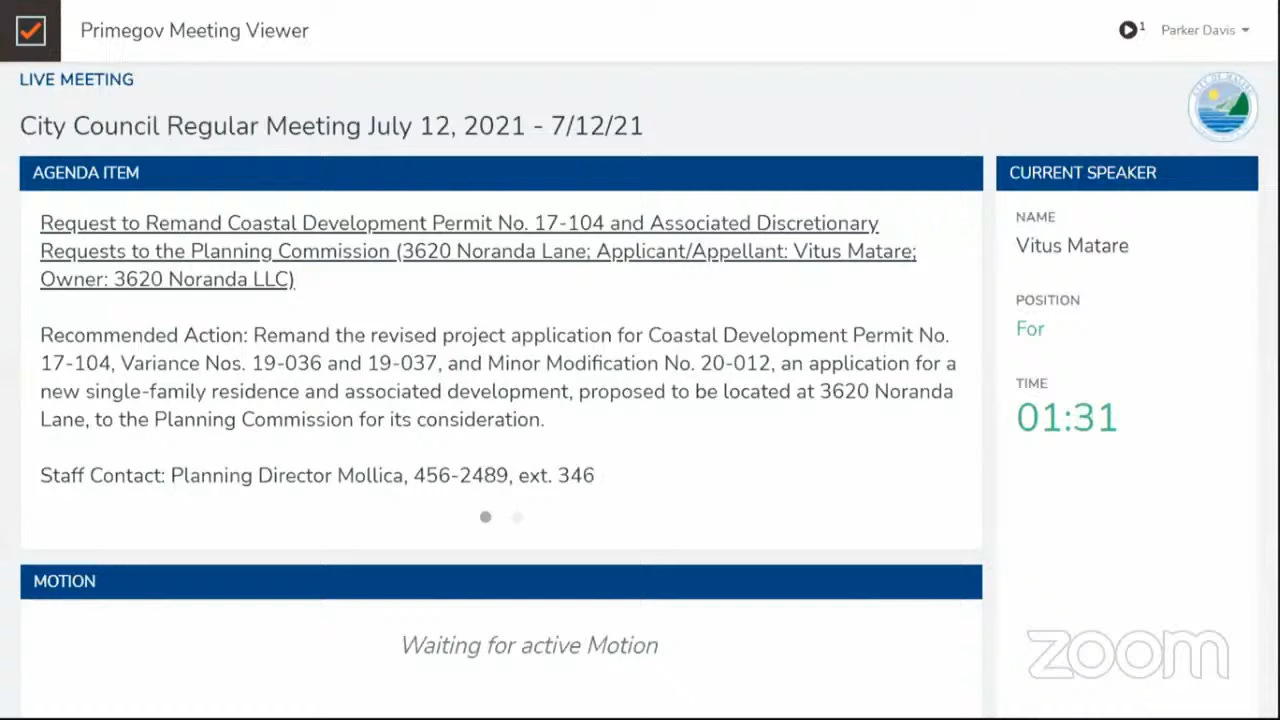 Primegov Meeting Viewer
1
Parker Davis
LIVE MEETING
City Council Regular Meeting July 12, 2021 - 7/12/21
AGENDA ITEM
Request to Remand Coastal Development Permit No. 17-104 and Associated Discretionary
Requests to the Planning Commission (3620 Noranda Lane; Applicant/Appellant: Vitus Matare;
Owner: 3620 Noranda LLC)
Recommended Action: Remand the revised project application for Coastal Development Permit No.
17-104, Variance Nos. 19-036 and 19-037, and Minor Modification No. 20-012, an application for a
new single-family residence and associated development, proposed to be located at 3620 Noranda
Lane, to the Planning Commission for its consideration.
Staff Contact: Planning Director Mollica, 456-2489, ext. 346
MOTION
Waiting for active Motion
CURRENT SPEAKER
NAME
Vitus Matare
POSITION
For
TIME
01:31
zoom